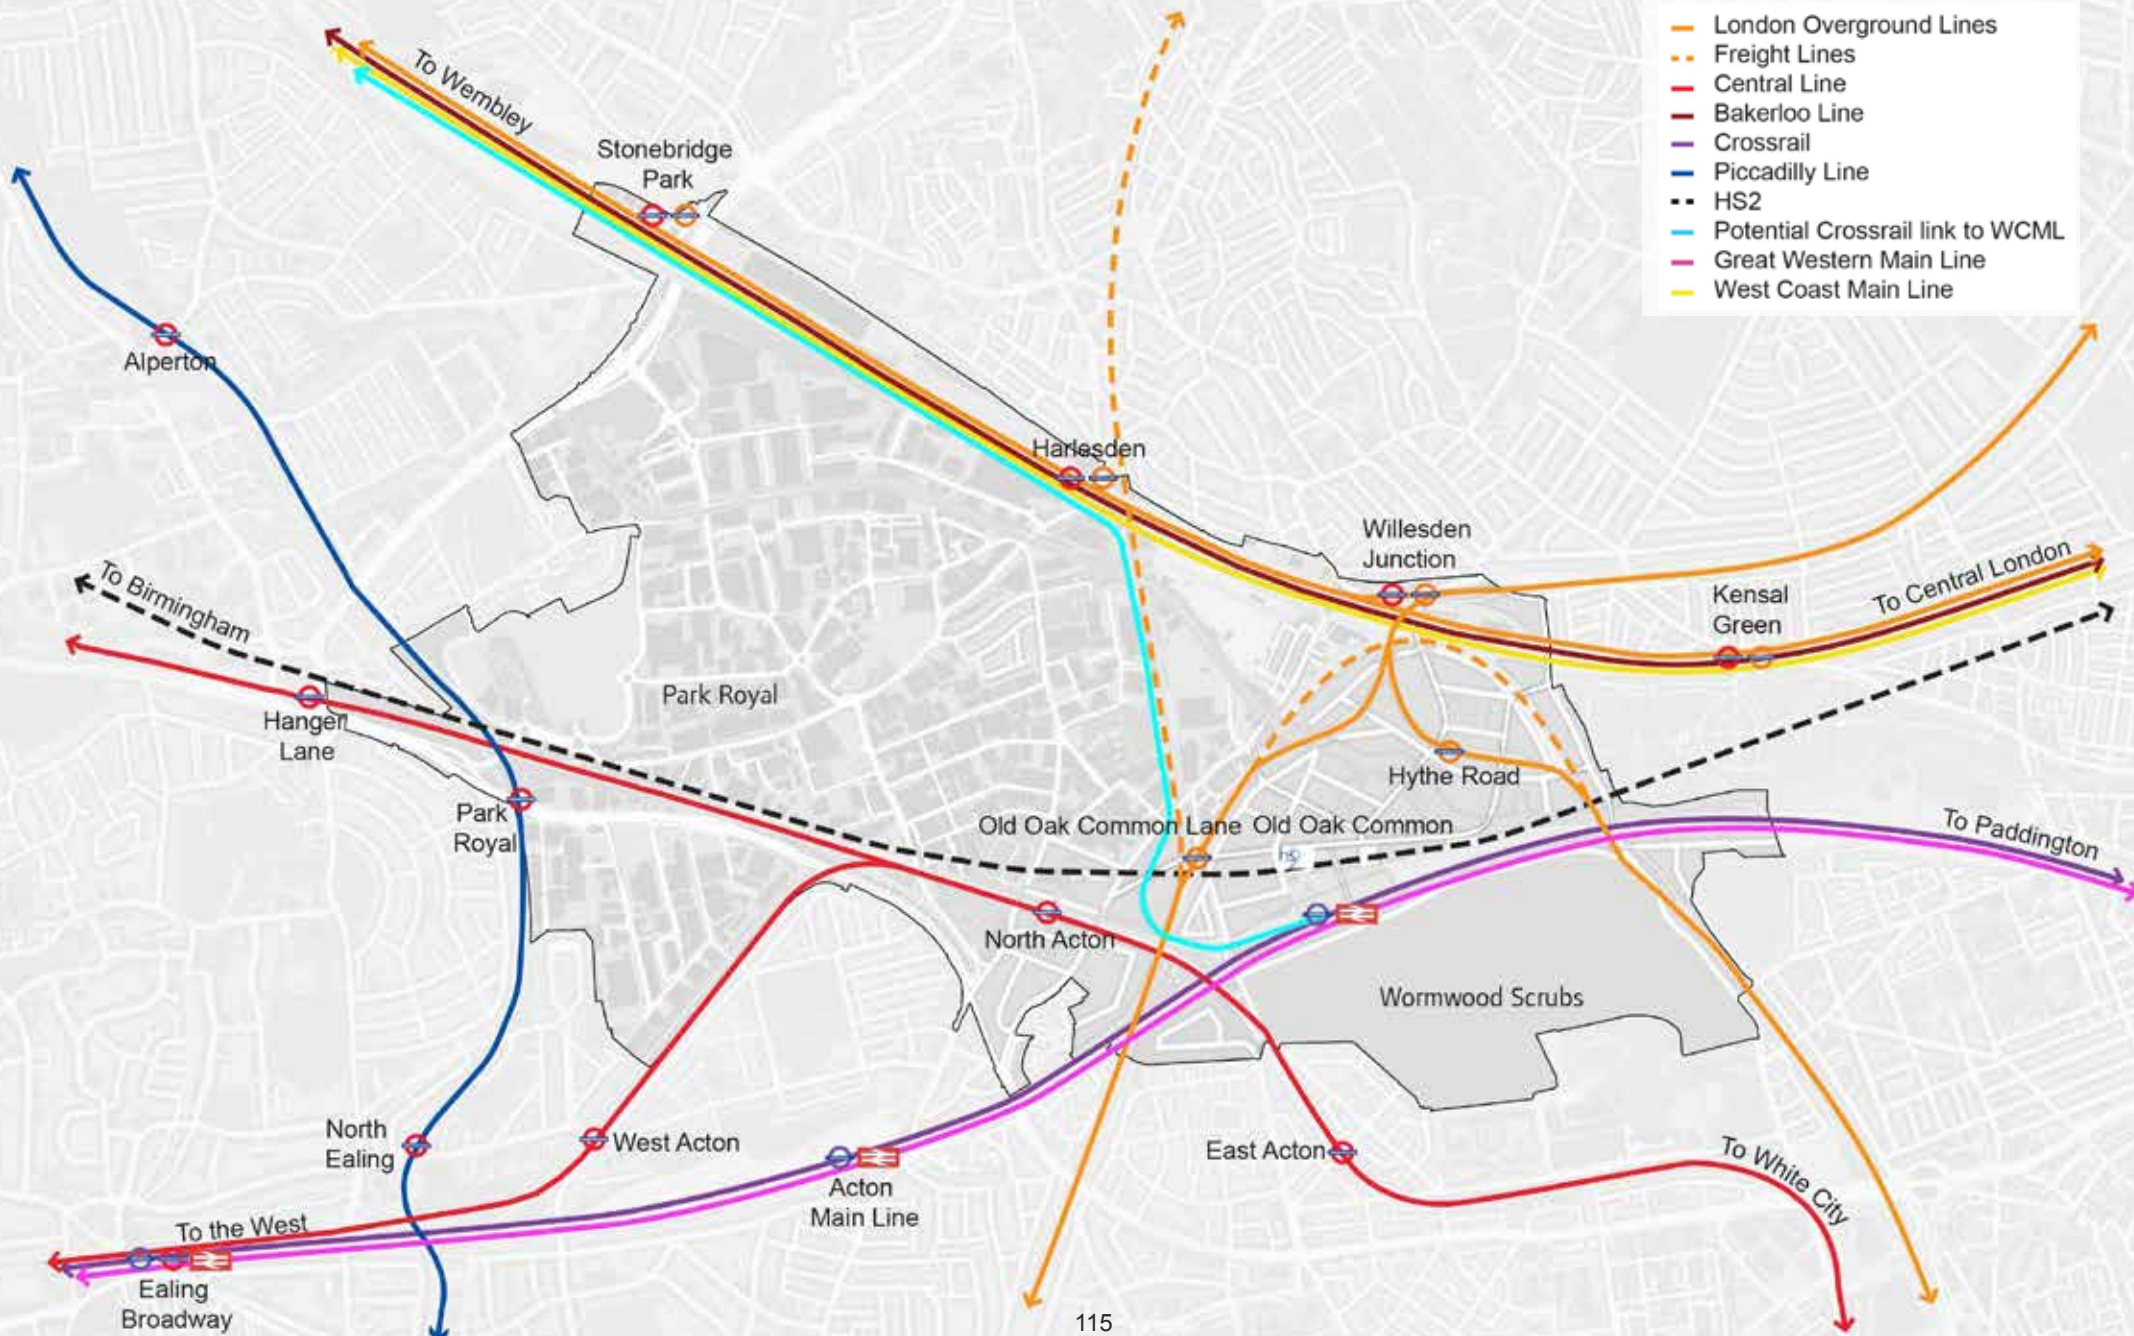 London Overground Lines
Freight Lines
Central Line
Bakerloo Line
Crossrail
Piccadilly Line
HS2
Potential Crossrail link to WCML
Great Western Main Line
West Coast Main Line
To Wembley
Stonebridge
Park
Alperton
Harlesden
Willesden
Junction
Kensal
Green
To Central London
To Birmingham
Hanger
Lane
Park Royal
Park
Royal
Hythe Road
Old Oak Common Lane
Old Oak Common
To Paddington
North Acton
Wormwood Scrubs
North
Ealing
West Acton
East Acton
To White City
Acton
Main Line
To the West
Ealing
Broadway
115